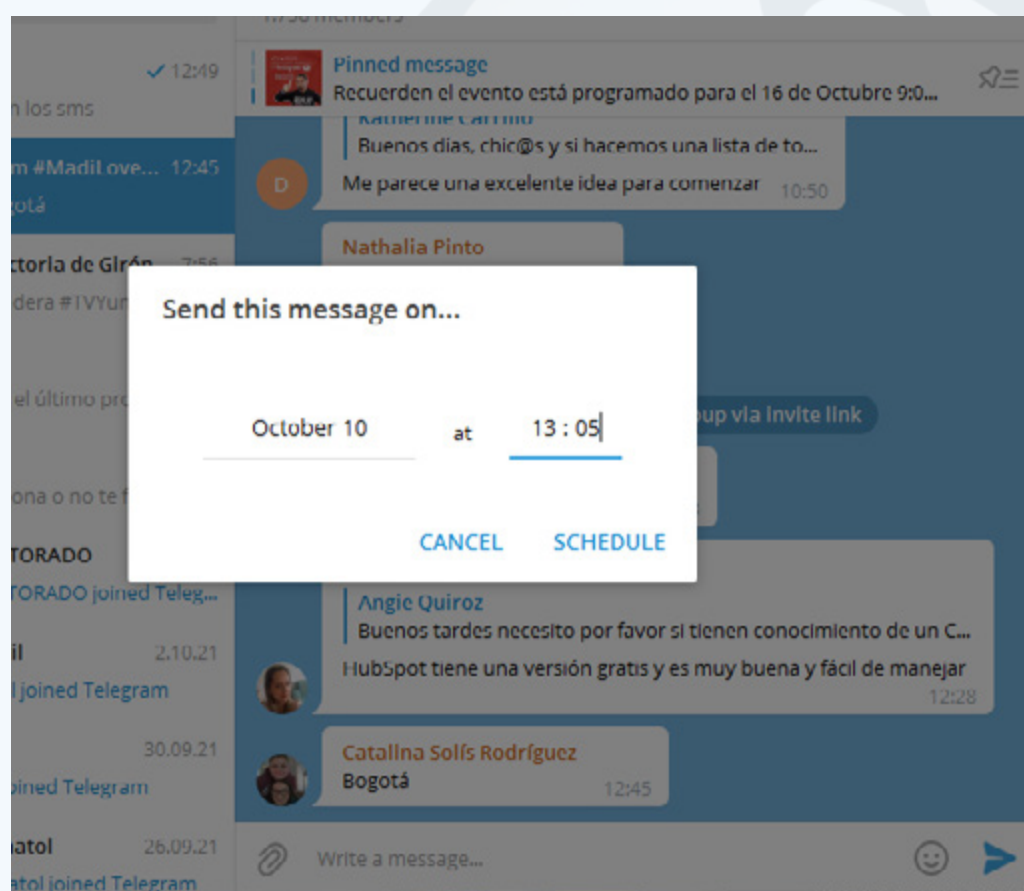 12:49
n los sms
m #MadiLove... 12:45
otá
ctoria de Girón 7:56
dera #TVYun
el último pro
ona o no te f
TORADO
TORADO joined Teleg...
il 2.10.21
l joined Telegram
30.09.21
oined Telegram
atol 26.09.21
atol joined Telegram
members
Pinned message
Recuerden el evento está programado para el 16 de Octubre 9:0...
Katherine Carrillo
Buenos días, chic@s y si hacemos una lista de to...
D
Me parece una excelente idea para comenzar 10:50
Nathalia Pinto
Send this message on...
October 10 at 13 : 05
CANCEL SCHEDULE
oup via invite link
Angie Quiroz
Buenos tardes necesito por favor si tienen conocimiento de un C...
HubSpot tiene una versión gratis y es muy buena y fácil de manejar
12:28
Catalina Solís Rodríguez
Bogotá 12:45
Write a message...